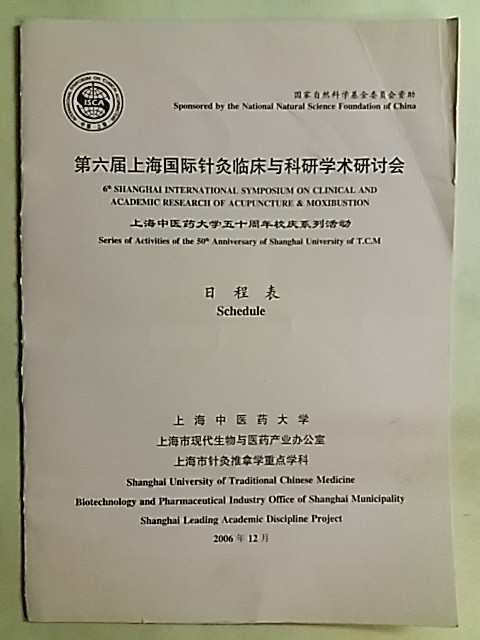 ISCA
国家自然科学基金委员会资助
Sponsored by the National Natural Science Foundation of China
第六届上海国际针灸临床与科研学术研讨会
6th SHANGHAI INTERNATIONAL SYMPOSIUM ON CLINICAL AND
ACADEMIC RESEARCH OF ACUPUNCTURE & MOXIBUSTION
上海中医药大学五十周年校庆系列活动
Series of Activities of the 50th Anniversary of Shanghai University of T.C.M
日程表
Schedule
上海中医药大学
上海市现代生物与医药产业办公室
上海市针灸推拿学重点学科
Shanghai University of Traditional Chinese Medicine
Biotechnology and Pharmaceutical Industry Office of Shanghai Municipality
Shanghai Leading Academic Discipline Project
2006 年 12 月